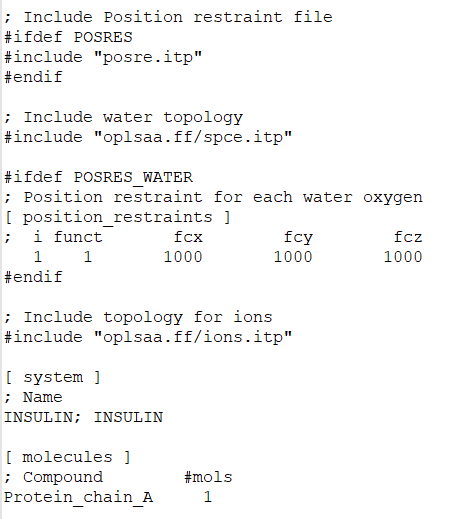 ; Include Position restraint file
#ifdef POSRES
#include "posre.itp"
#endif

; Include water topology
#include "oplsaa.ff/spce.itp"

#ifdef POSRES_WATER
; Position restraint for each water oxygen
[ position_restraints ]
;  i funct       fcx        fcy        fcz
   1    1       1000       1000       1000
#endif

; Include topology for ions
#include "oplsaa.ff/ions.itp"

[ system ]
; Name
INSULIN; INSULIN

[ molecules ]
; Compound        #mols
Protein_chain_A     1